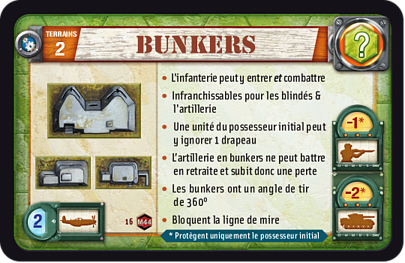 TERRAINS
2
BUNKERS
?
• L'infanterie peut y entrer et combattre
• Infranchissables pour les blindés &
l'artillerie
• Une unité du possesseur initial peut
y ignorer 1 drapeau
• L'artillerie en bunkers ne peut battre
en retraite et subit donc une perte
• Les bunkers ont un angle de tir
de 360º
• Bloquent la ligne de mire
-1*
-2*
2
16 M44
* Protègent uniquement le possesseur initial